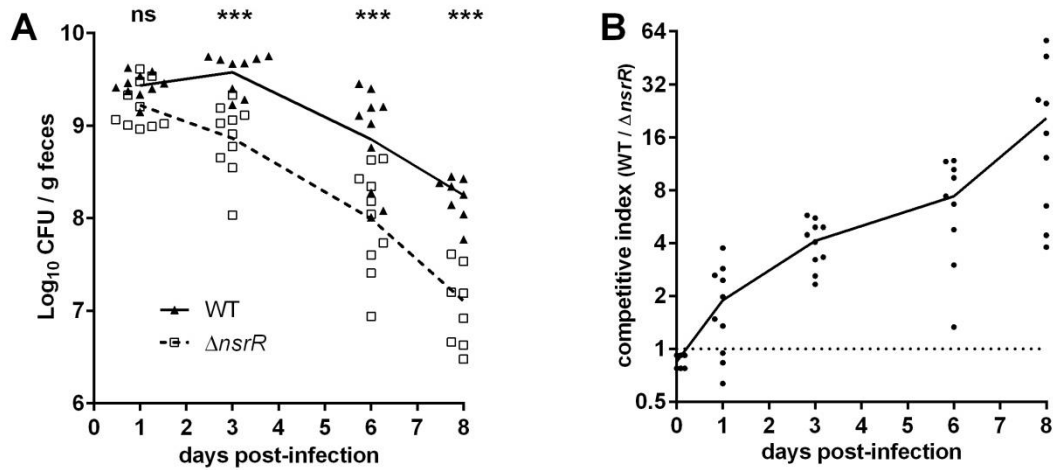 A
ns *** *** ***
10
9
8
7
6
Log10 CFU / g feces
WT
ΔnsrR
0 1 2 3 4 5 6 7 8
days post-infection
B
64
32
16
8
4
2
1
0.5
competitive index (WT / ΔnsrR)
0 1 2 3 4 5 6 7 8
days post-infection